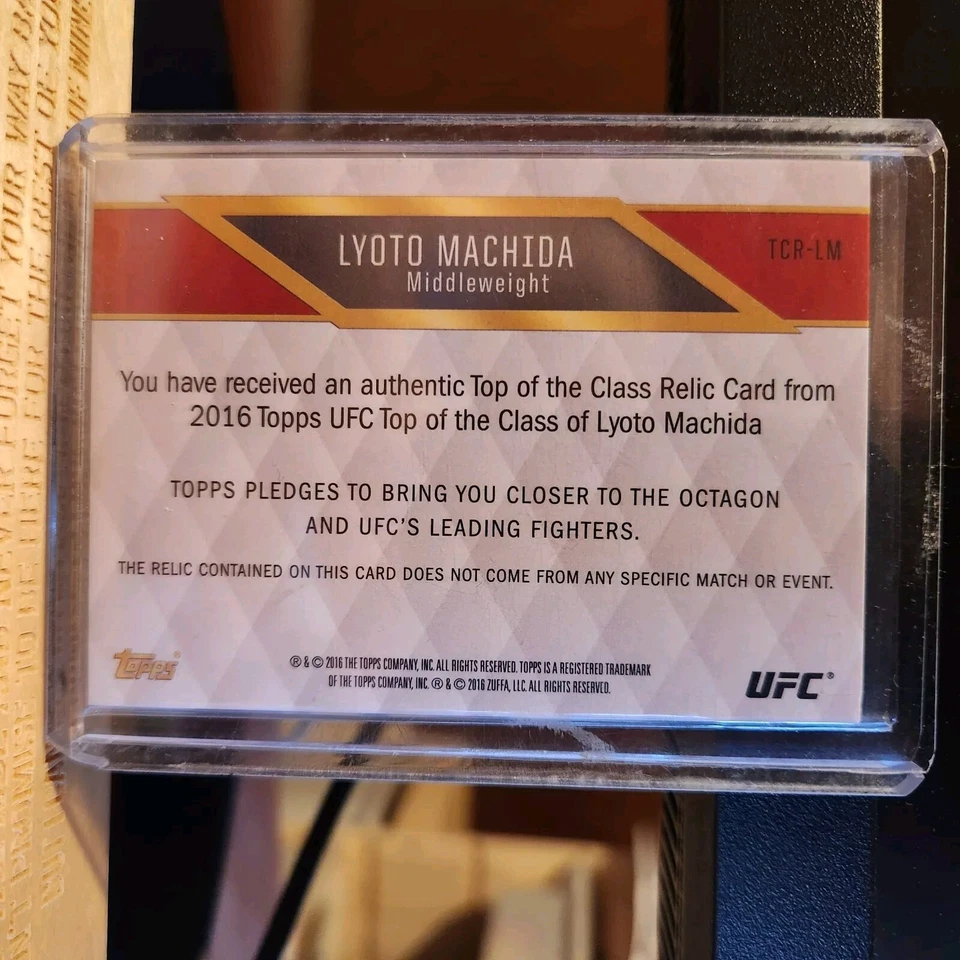 LYOTO MACHIDA
Middleweight
TCR-LM
You have received an authentic Top of the Class Relic Card from
2016 Topps UFC Top of the Class of Lyoto Machida
TOPPS PLEDGES TO BRING YOU CLOSER TO THE OCTAGON
AND UFC'S LEADING FIGHTERS.
THE RELIC CONTAINED ON THIS CARD DOES NOT COME FROM ANY SPECIFIC MATCH OR EVENT.
Topps
® & © 2016 THE TOPPS COMPANY, INC. ALL RIGHTS RESERVED. TOPPS IS A REGISTERED TRADEMARK
OF THE TOPPS COMPANY, INC. ® & © 2016 ZUFFA, LLC. ALL RIGHTS RESERVED.
UFC®
YOUR WAY
FORGET